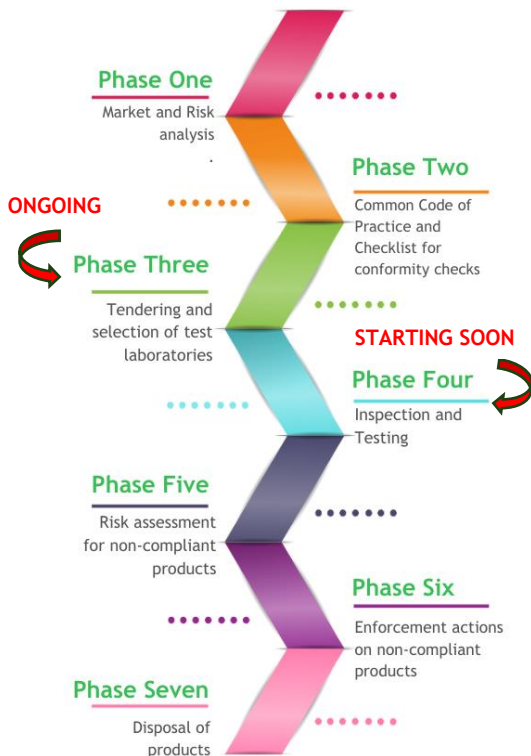 Phase One
Market and Risk
analysis
.
Phase Two
Common Code of
Practice and
Checklist for
conformity checks
ONGOING
Phase Three
Tendering and
selection of test
laboratories
STARTING SOON
Phase Four
Inspection and
Testing
Phase Five
Risk assessment
for non-compliant
products
Phase Six
Enforcement actions
on non-compliant
products
Phase Seven
Disposal of
products